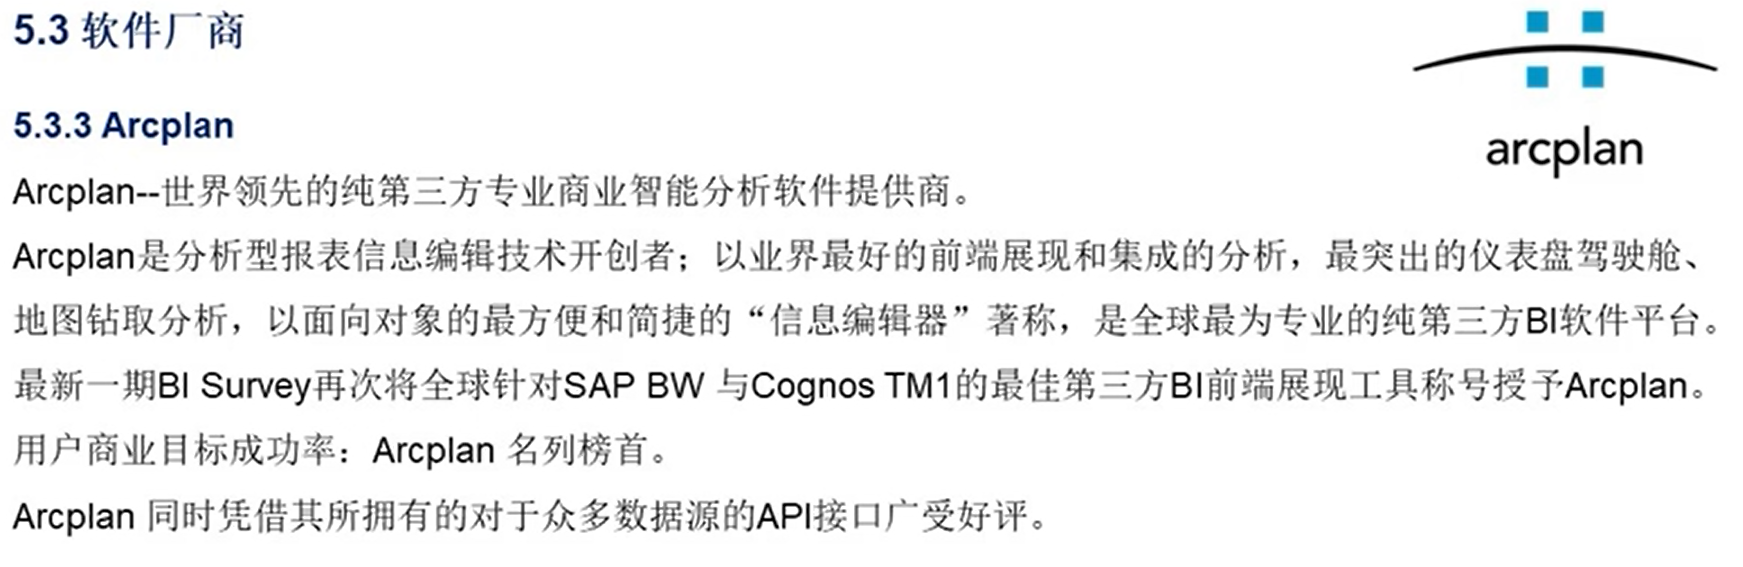 5.3 软件厂商
arcplan
5.3.3 Arcplan
Arcplan--世界领先的纯第三方专业商业智能分析软件提供商。
Arcplan是分析型报表信息编辑技术开创者；以业界最好的前端展现和集成的分析，最突出的仪表盘驾驶舱、
地图钻取分析，以面向对象的最方便和简捷的“信息编辑器”著称，是全球最为专业的纯第三方BI软件平台。
最新一期BI Survey再次将全球针对SAP BW 与Cognos TM1的最佳第三方BI前端展现工具称号授予Arcplan。
用户商业目标成功率：Arcplan 名列榜首。
Arcplan 同时凭借其所拥有的对于众多数据源的API接口广受好评。